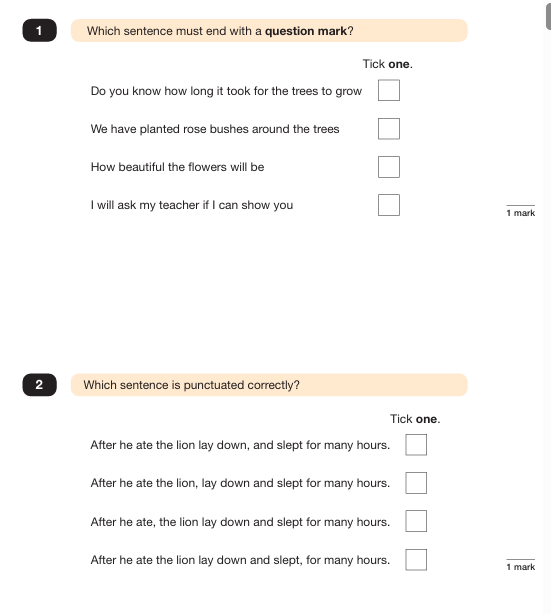 1 Which sentence must end with a question mark?
Tick one.
Do you know how long it took for the trees to grow
We have planted rose bushes around the trees
How beautiful the flowers will be
I will ask my teacher if I can show you
1 mark
2 Which sentence is punctuated correctly?
Tick one.
After he ate the lion lay down, and slept for many hours.
After he ate the lion, lay down and slept for many hours.
After he ate, the lion lay down and slept for many hours.
After he ate the lion lay down and slept, for many hours.
1 mark